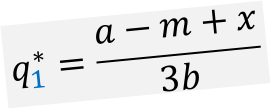 q₁* = (a − m + x) / 3b